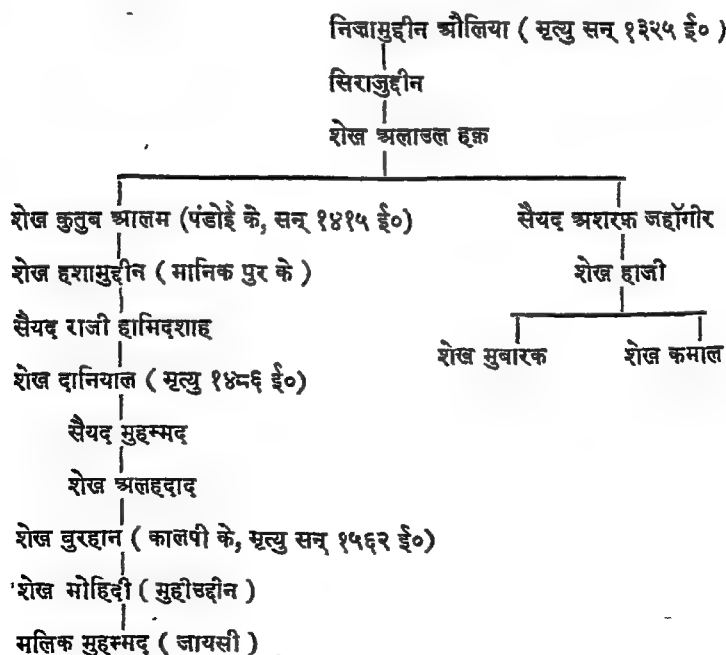 निजामुद्दीन औलिया ( मृत्यु सन् १३२५ ई० )
सिराजुद्दीन
शेख अलाउल हक़
शेख कुतुब आलम (पंडोई के, सन् १४१५ ई०) सैयद अशरफ़ जहाँगीर
शेख हशामुद्दीन ( मानिक पुर के ) शेख हाजी
सैयद राजी हामिदशाह
शेख मुबारक शेख कमाल
शेख दानियाल ( मृत्यु १४८६ ई०)
सैयद मुहम्मद
शेख अलहदाद
शेख बुरहान ( कालपी के, मृत्यु सन् १५६२ ई०)
शेख मोहिदी ( मुहीउद्दीन )
मलिक मुहम्मद ( जायसी )